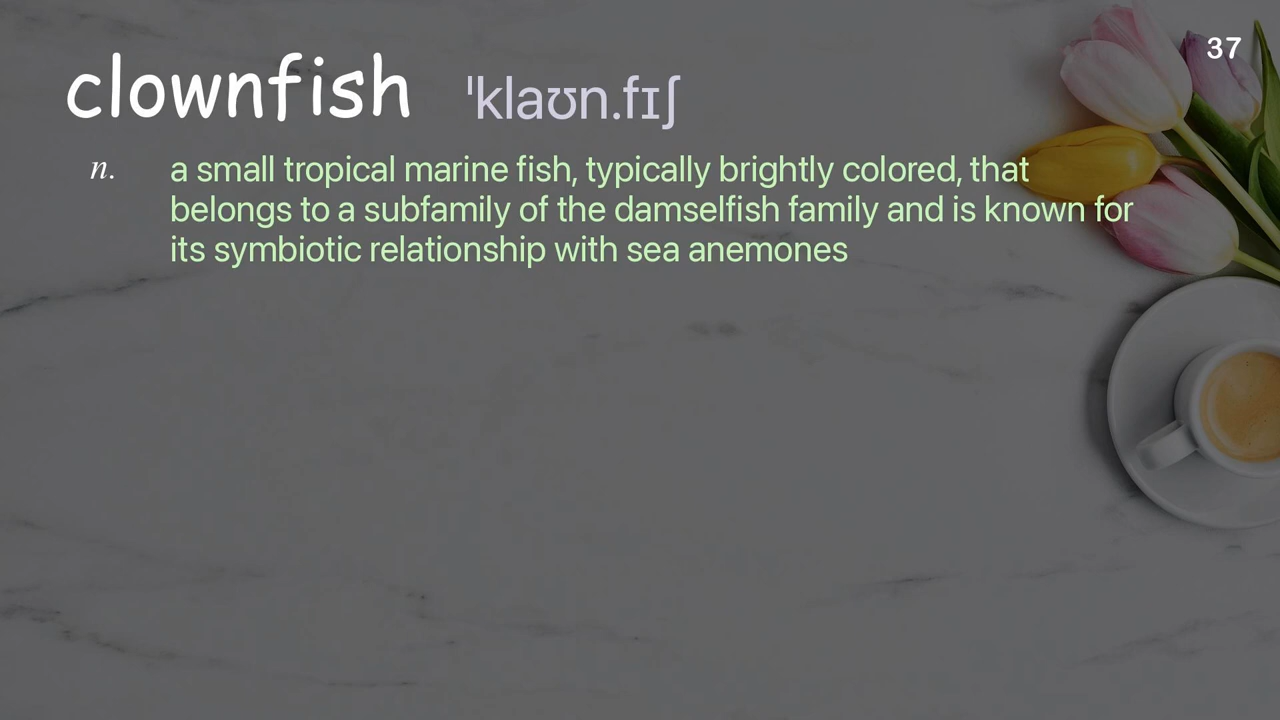 37
clownfish ˈklaʊn.fɪʃ
n. a small tropical marine fish, typically brightly colored, that
belongs to a subfamily of the damselfish family and is known for
its symbiotic relationship with sea anemones